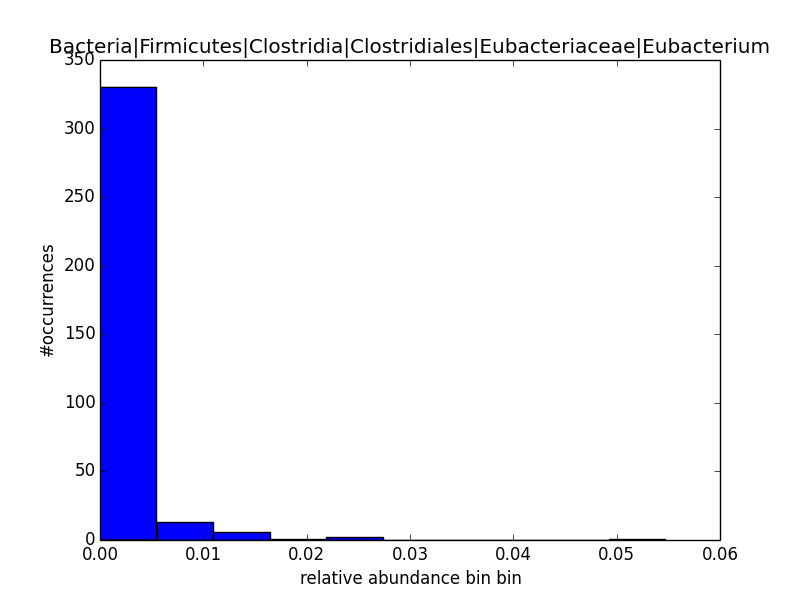 Bacteria|Firmicutes|Clostridia|Clostridiales|Eubacteriaceae|Eubacterium
350
300
250
200
150
100
50
0
#occurrences
0.00 0.01 0.02 0.03 0.04 0.05 0.06
relative abundance bin bin